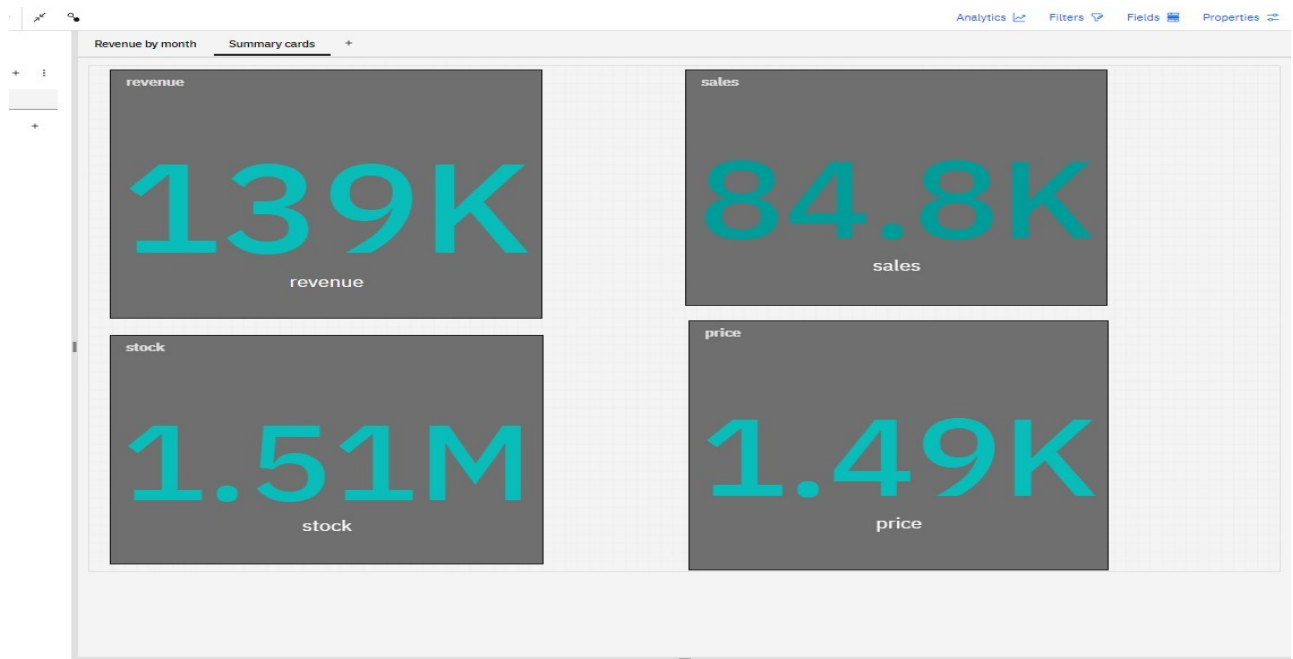 Analytics Filters Fields Properties
Revenue by month Summary cards +
+
+
revenue
139K
revenue
sales
84.8K
sales
stock
1.51M
stock
price
1.49K
price